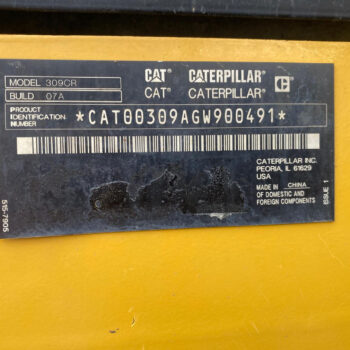 MODEL 309CR
BUILD 07A
CAT® CATERPILLAR® C®
CAT® CATERPILLAR®
PRODUCT
IDENTIFICATION
NUMBER
*CAT00309AGW900491*
CATERPILLAR INC.
PEORIA, IL 61629
USA
MADE IN CHINA
OF DOMESTIC AND
FOREIGN COMPONENTS
ISSUE 1
515-7905